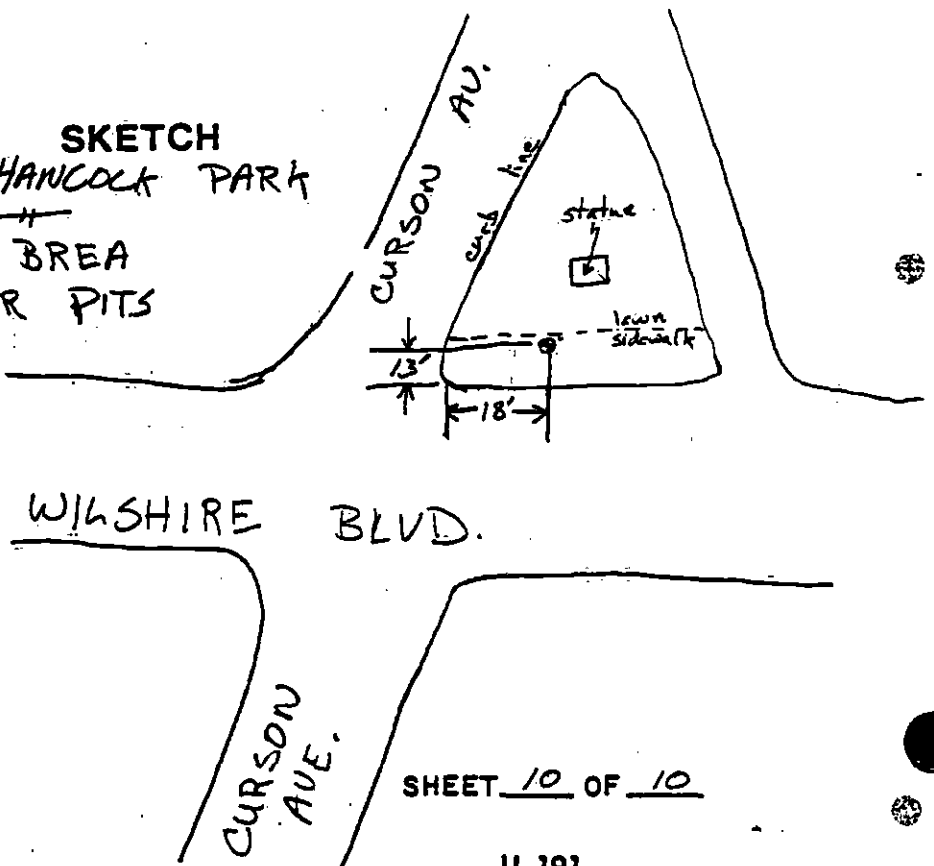 SKETCH
HANCOCK PARK
BREA
R PITS
CURSON AV.
curb line
statue
lawn
sidewalk
13'
18'
WILSHIRE BLVD.
CURSON
AVE.
SHEET 10 OF 10